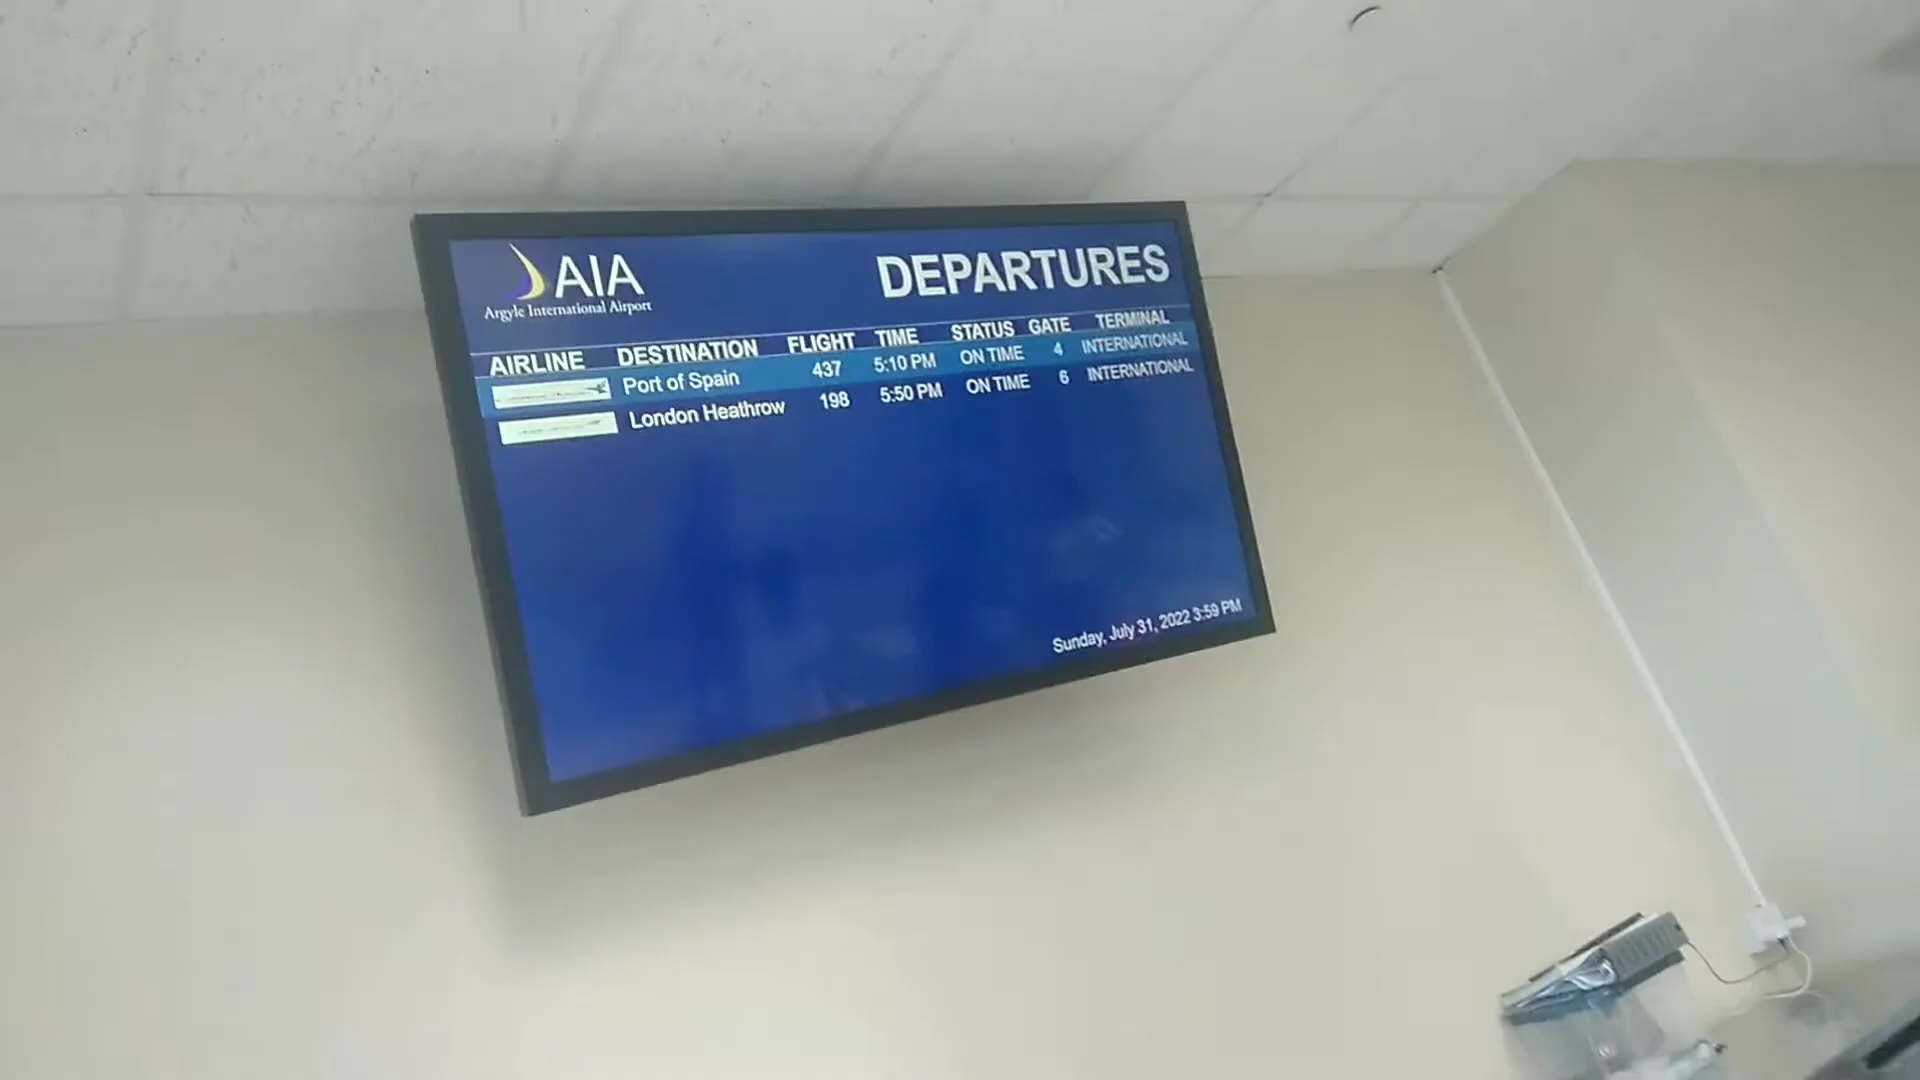 AIA
Argyle International Airport
DEPARTURES
AIRLINE DESTINATION FLIGHT TIME STATUS GATE TERMINAL
Port of Spain 437 5:10 PM ON TIME 4 INTERNATIONAL
London Heathrow 198 5:50 PM ON TIME 6 INTERNATIONAL
Sunday, July 31, 2022 3:59 PM